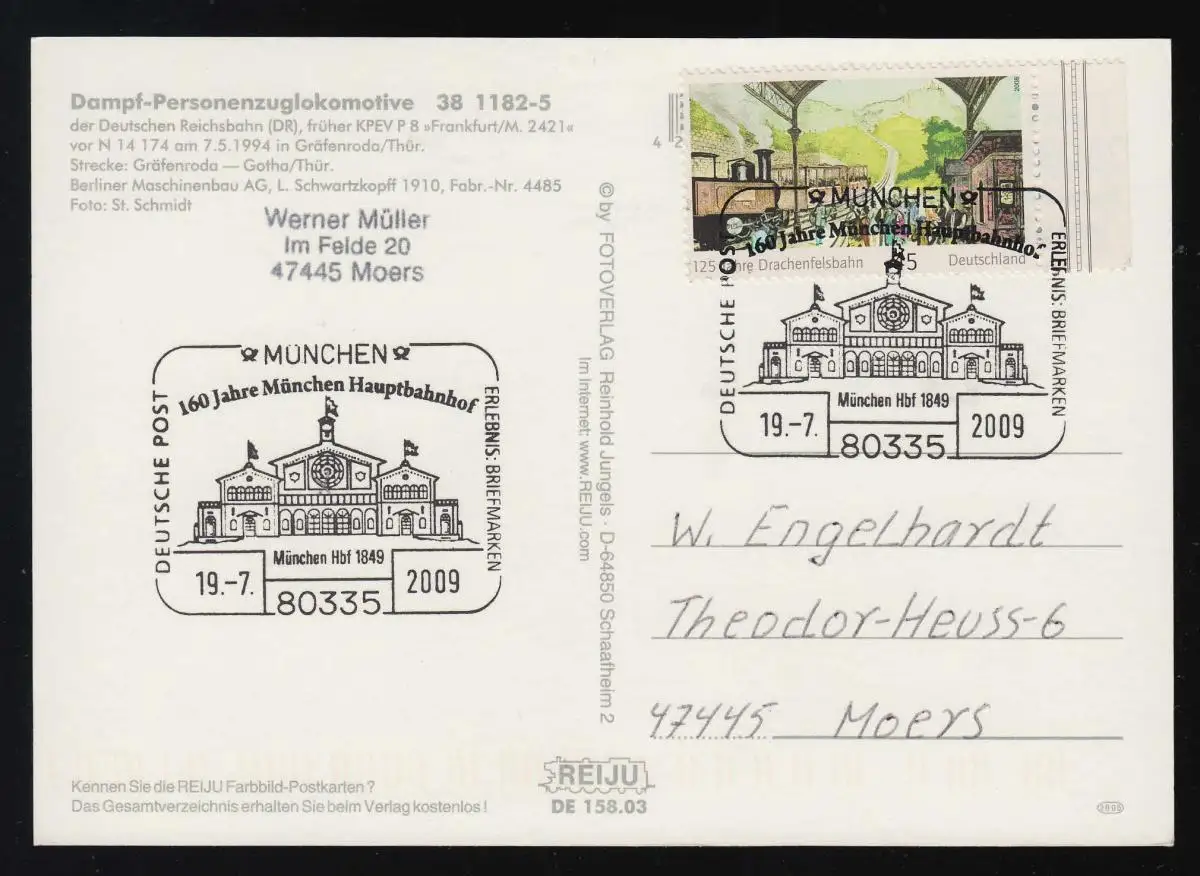 Dampf-Personenzuglokomotive 38 1182-5
der Deutschen Reichsbahn (DR), früher KPEV P 8 »Frankfurt/M. 2421«
vor N 14 174 am 7.5.1994 in Gräfenroda/Thür.
Strecke: Gräfenroda — Gotha/Thür.
Berliner Maschinenbau AG, L. Schwartzkopff 1910, Fabr.-Nr. 4485
Foto: St. Schmidt
Werner Müller
Im Felde 20
47445 Moers
MÜNCHEN
160 Jahre München Hauptbahnhof
DEUTSCHE POST
ERLEBNIS: BRIEFMARKEN
München Hbf 1849
19.-7. 2009
80335
© by FOTOVERLAG Reinhold Jungels · D-64850 Schaafheim 2
Im Internet: www.REIJU.com
4 2
2008
125 Jahre Drachenfelsbahn
Deutschland
MÜNCHEN
160 Jahre München Hauptbahnhof
DEUTSCHE POST
ERLEBNIS: BRIEFMARKEN
München Hbf 1849
19.-7. 2009
80335
W. Engelhardt
Theodor-Heuss-6
47445 Moers
Kennen Sie die REIJU Farbbild-Postkarten?
Das Gesamtverzeichnis erhalten Sie beim Verlag kostenlos!
REIJU
DE 158.03